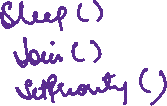 Sleep ()
Join ()
SetPriority ()